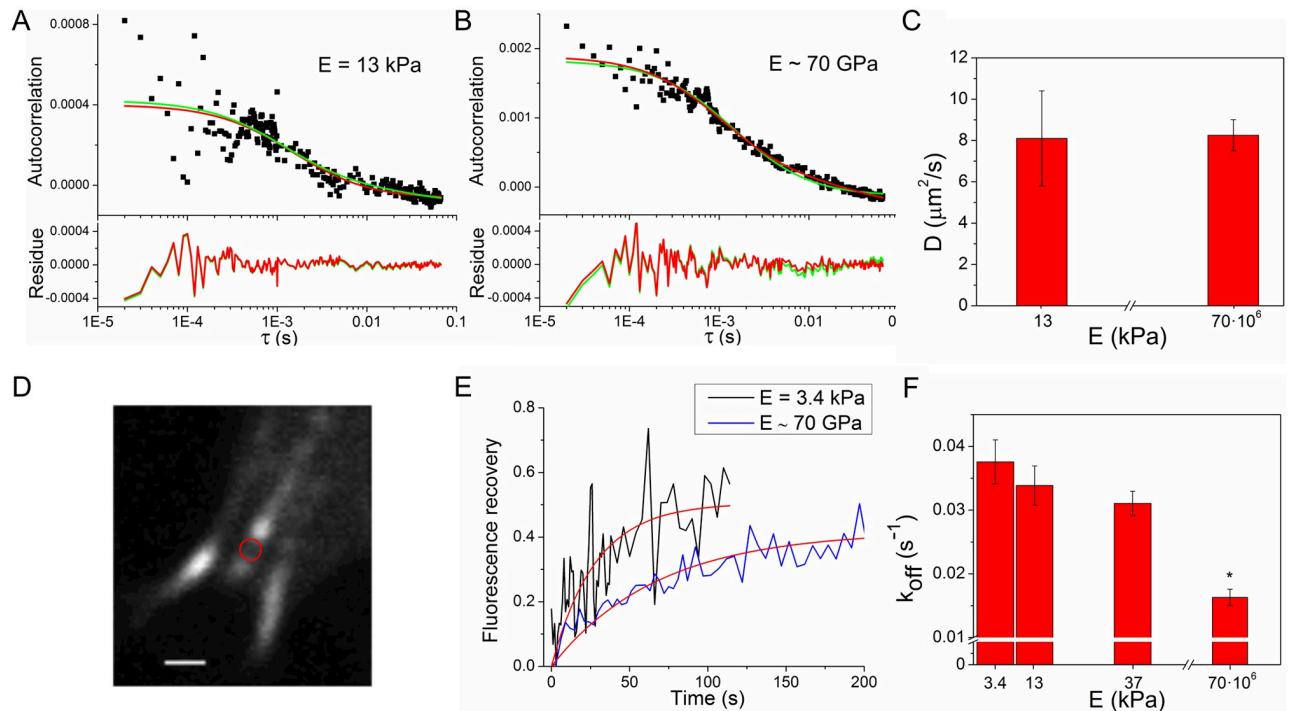 A
0.0008
0.0004
0.0000
Autocorrelation
E = 13 kPa
0.0004
0.0000
-0.0004
Residue
1E-5
1E-4
1E-3
0.01
0.1
τ (s)
B
0.002
0.001
0.000
Autocorrelation
E ~ 70 GPa
0.0004
0.0000
-0.0004
Residue
1E-5
1E-4
1E-3
0.01
0
τ (s)
C
12
10
8
6
4
2
0
D (μm²/s)
13
70·10⁶
E (kPa)
D
E
E = 3.4 kPa
E ~ 70 GPa
0.8
0.6
0.4
0.2
0.0
Fluorescence recovery
0
50
100
150
200
Time (s)
F
0.04
0.03
0.02
0.01
0
k_off (s⁻¹)
*
3.4
13
37
70·10⁶
E (kPa)